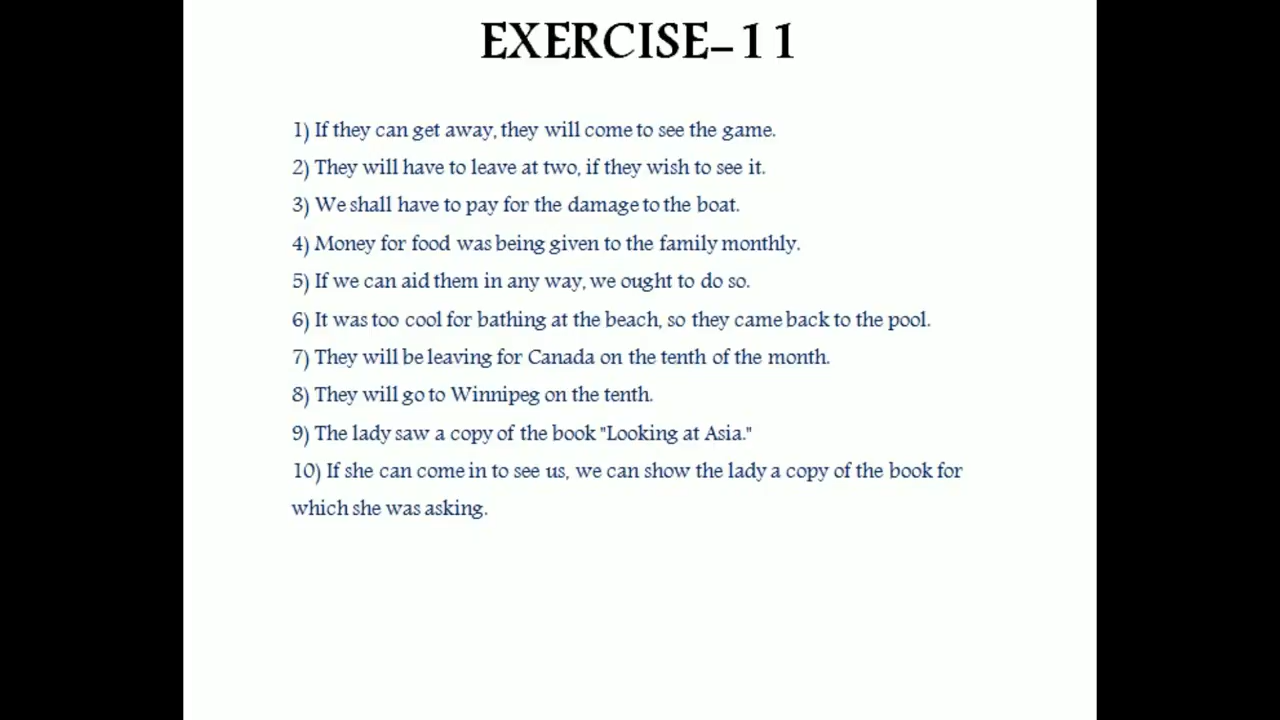 EXERCISE-11
1) If they can get away, they will come to see the game.
2) They will have to leave at two, if they wish to see it.
3) We shall have to pay for the damage to the boat.
4) Money for food was being given to the family monthly.
5) If we can aid them in any way, we ought to do so.
6) It was too cool for bathing at the beach, so they came back to the pool.
7) They will be leaving for Canada on the tenth of the month.
8) They will go to Winnipeg on the tenth.
9) The lady saw a copy of the book "Looking at Asia."
10) If she can come in to see us, we can show the lady a copy of the book for
which she was asking.